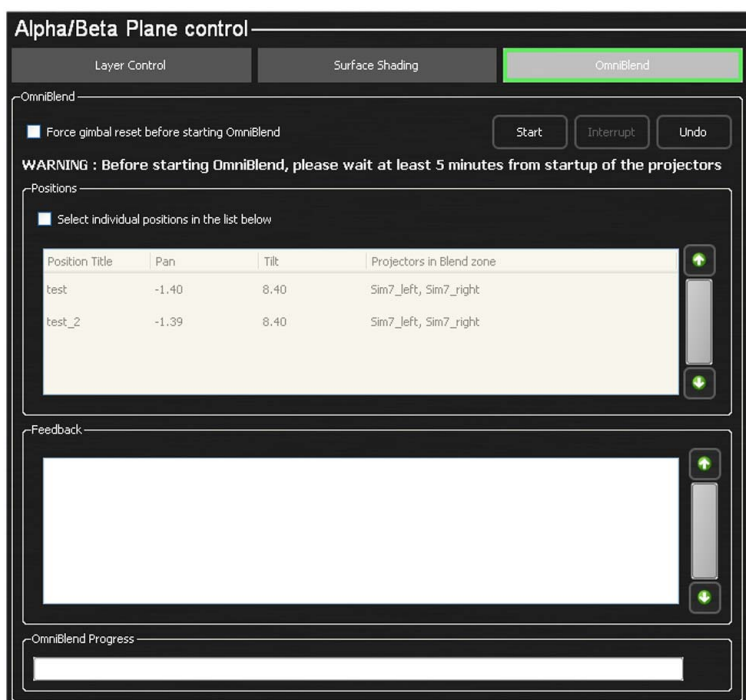 Alpha/Beta Plane control
Layer Control Surface Shading OmniBlend
OmniBlend
Force gimbal reset before starting OmniBlend Start Interrupt Undo
WARNING : Before starting OmniBlend, please wait at least 5 minutes from startup of the projectors
Positions
Select individual positions in the list below
Position Title Pan Tilt Projectors in Blend zone
test -1.40 8.40 Sim7_left, Sim7_right
test_2 -1.39 8.40 Sim7_left, Sim7_right
Feedback
OmniBlend Progress